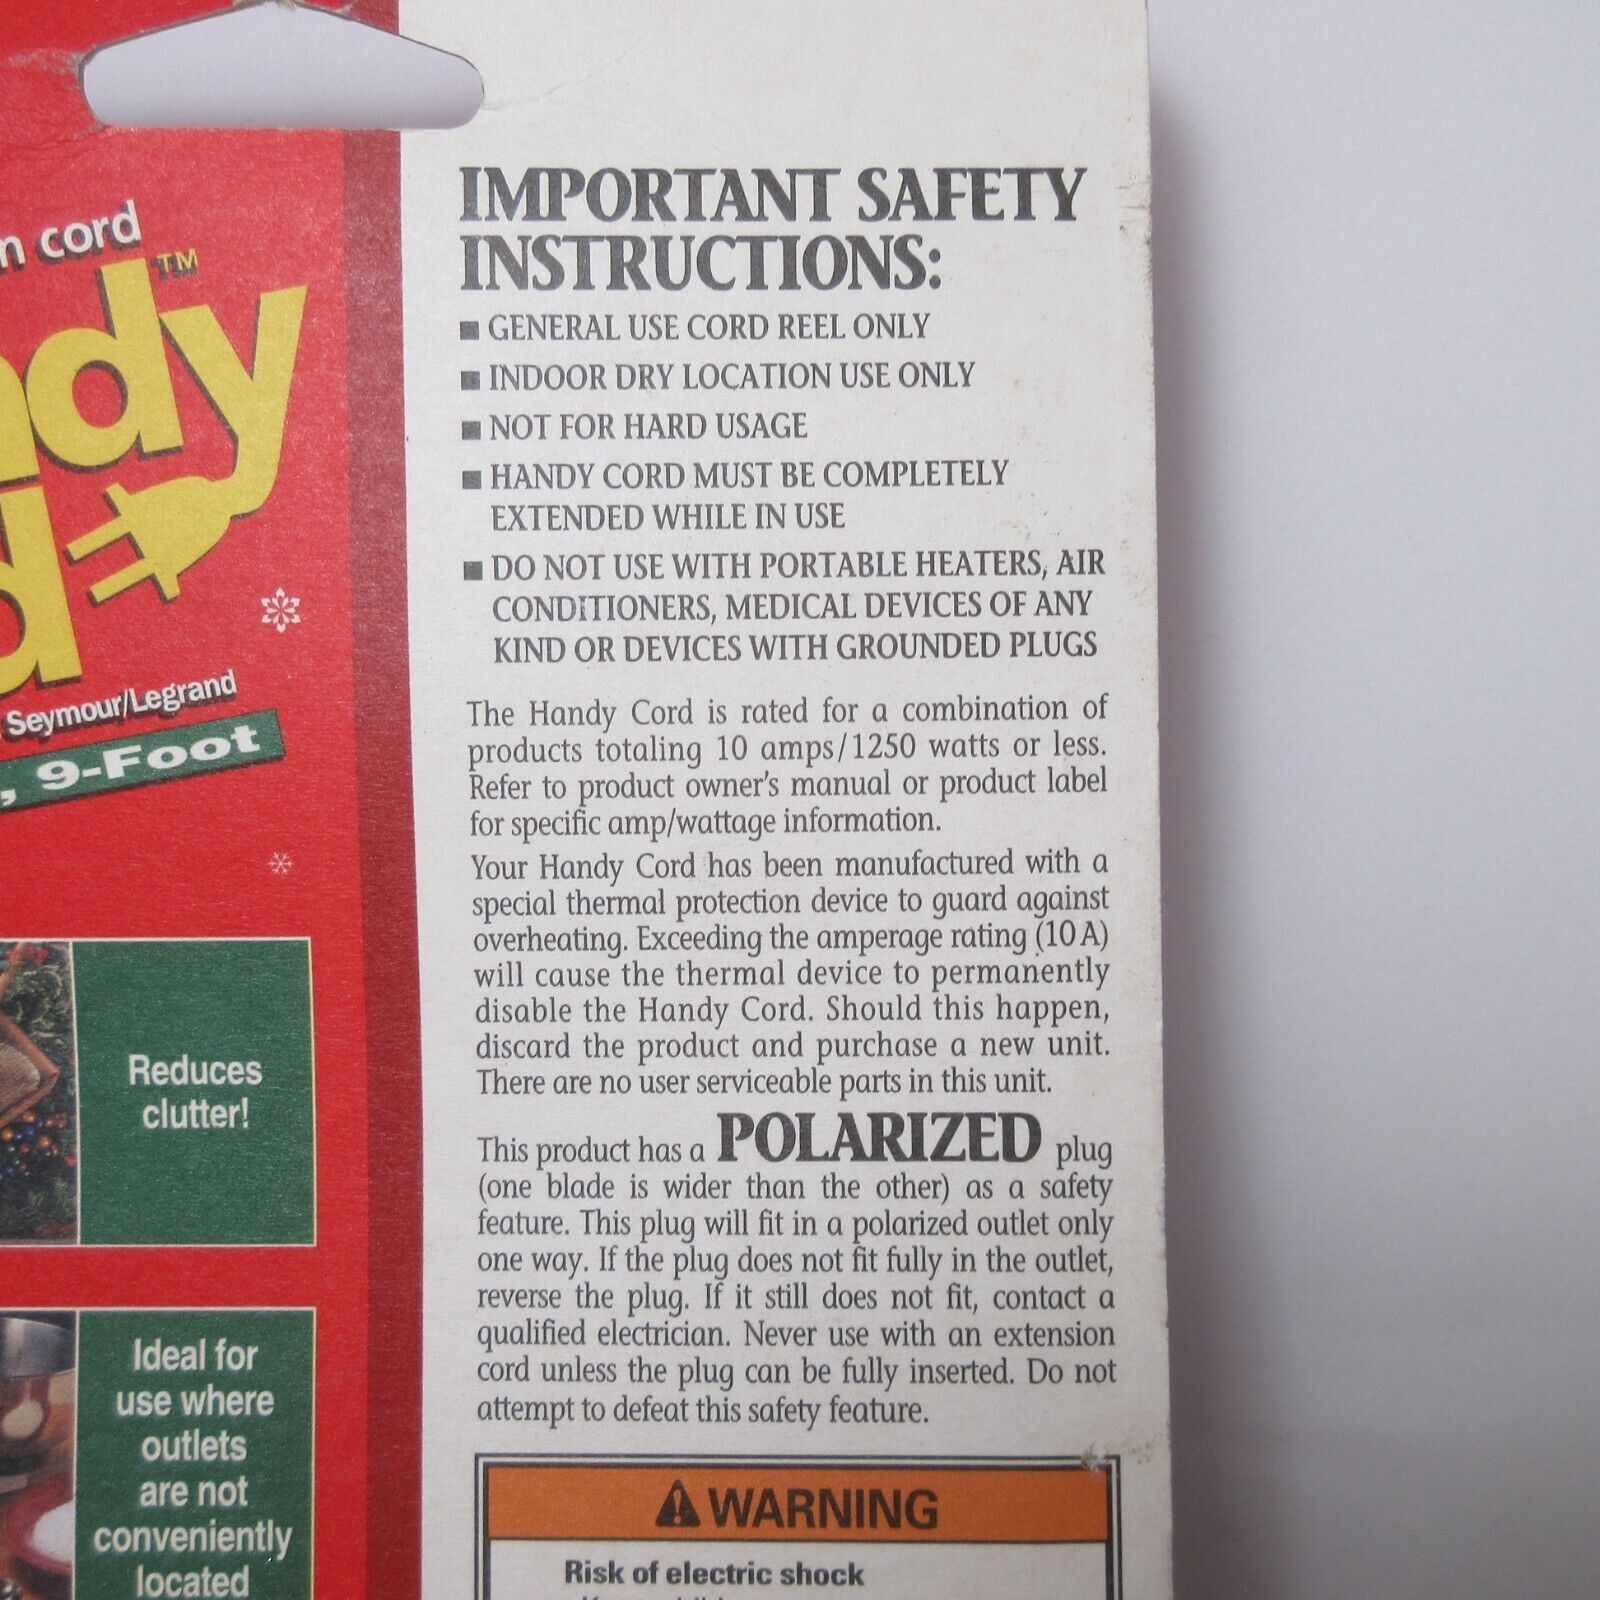 cord
TM
Seymour/Legrand
, 9-Foot
Reduces
clutter!
Ideal for
use where
outlets
are not
conveniently
located
IMPORTANT SAFETY
INSTRUCTIONS:
■ GENERAL USE CORD REEL ONLY
■ INDOOR DRY LOCATION USE ONLY
■ NOT FOR HARD USAGE
■ HANDY CORD MUST BE COMPLETELY
EXTENDED WHILE IN USE
■ DO NOT USE WITH PORTABLE HEATERS, AIR
CONDITIONERS, MEDICAL DEVICES OF ANY
KIND OR DEVICES WITH GROUNDED PLUGS
The Handy Cord is rated for a combination of
products totaling 10 amps/1250 watts or less.
Refer to product owner's manual or product label
for specific amp/wattage information.
Your Handy Cord has been manufactured with a
special thermal protection device to guard against
overheating. Exceeding the amperage rating (10 A)
will cause the thermal device to permanently
disable the Handy Cord. Should this happen,
discard the product and purchase a new unit.
There are no user serviceable parts in this unit.
This product has a POLARIZED plug
(one blade is wider than the other) as a safety
feature. This plug will fit in a polarized outlet only
one way. If the plug does not fit fully in the outlet,
reverse the plug. If it still does not fit, contact a
qualified electrician. Never use with an extension
cord unless the plug can be fully inserted. Do not
attempt to defeat this safety feature.
WARNING
Risk of electric shock